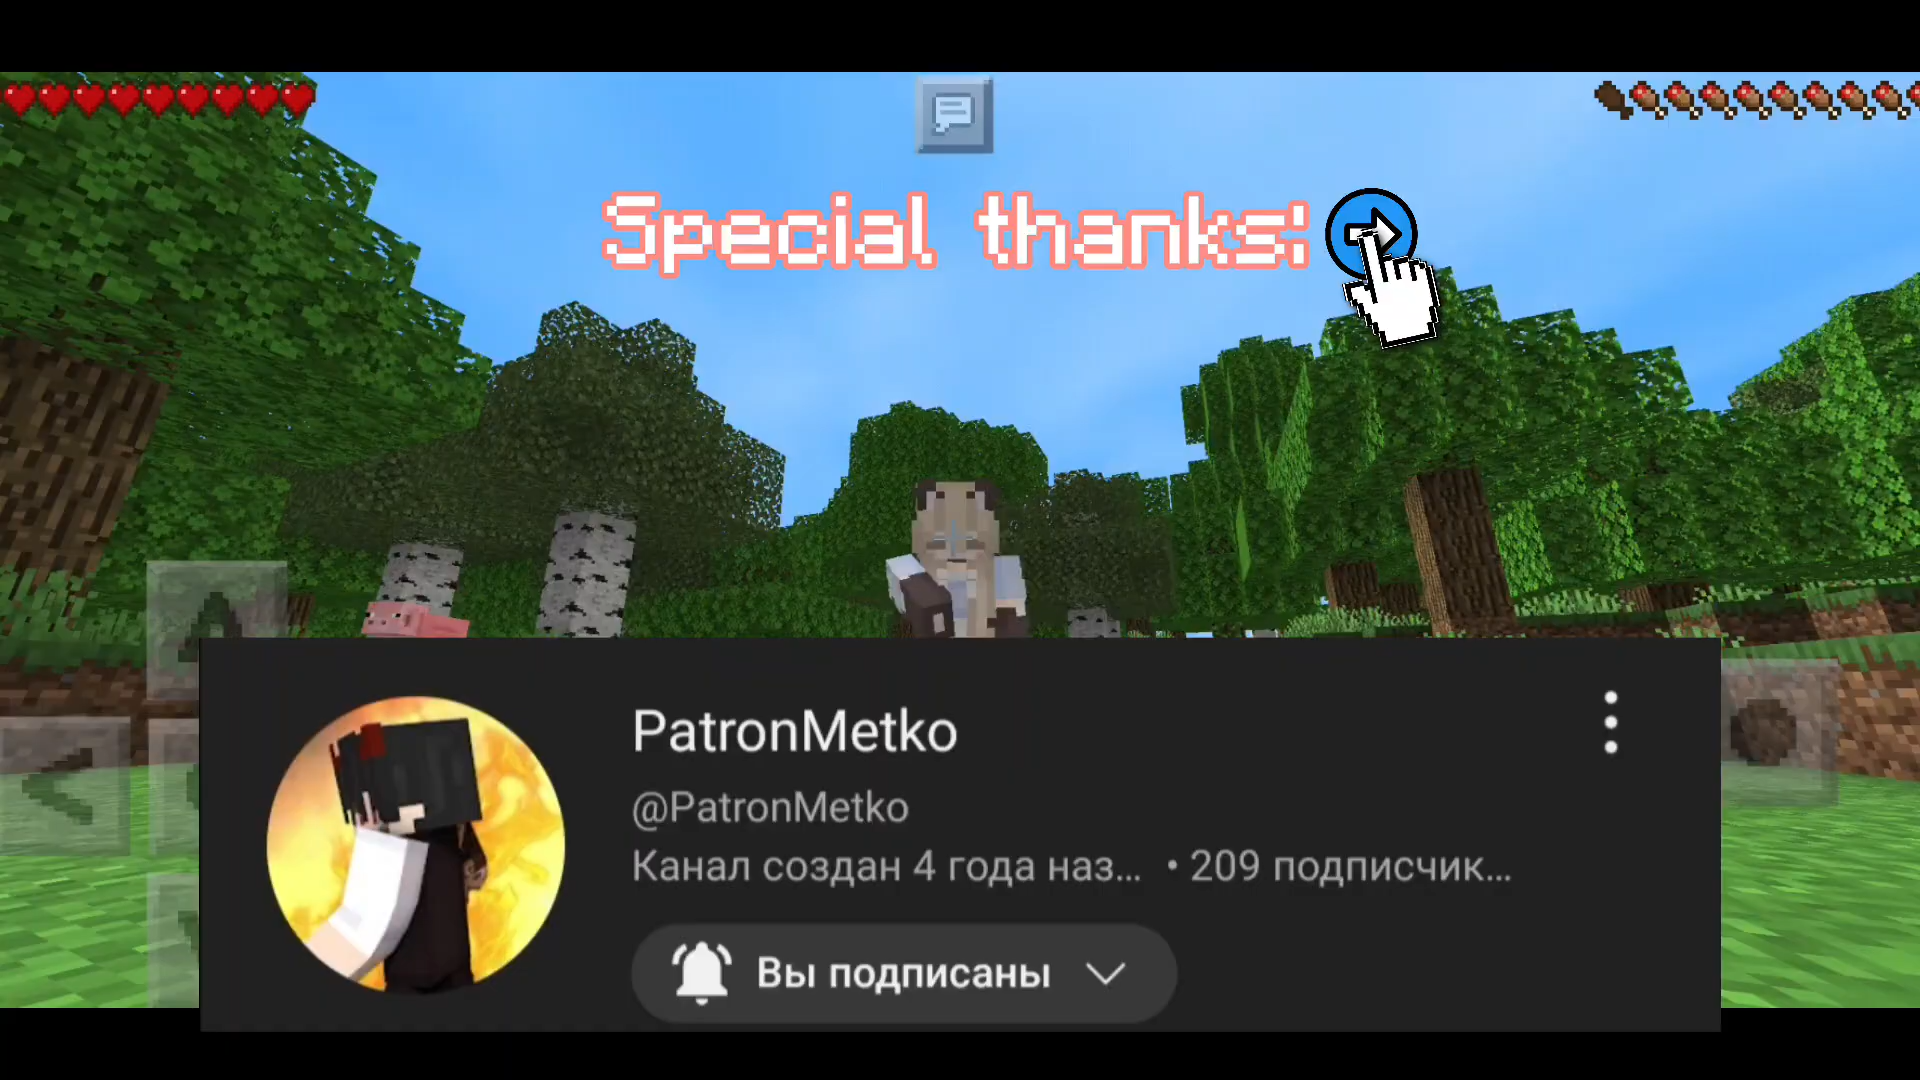 Special thanks:
PatronMetko
@PatronMetko
Канал создан 4 года наз... • 209 подписчик...
Вы подписаны